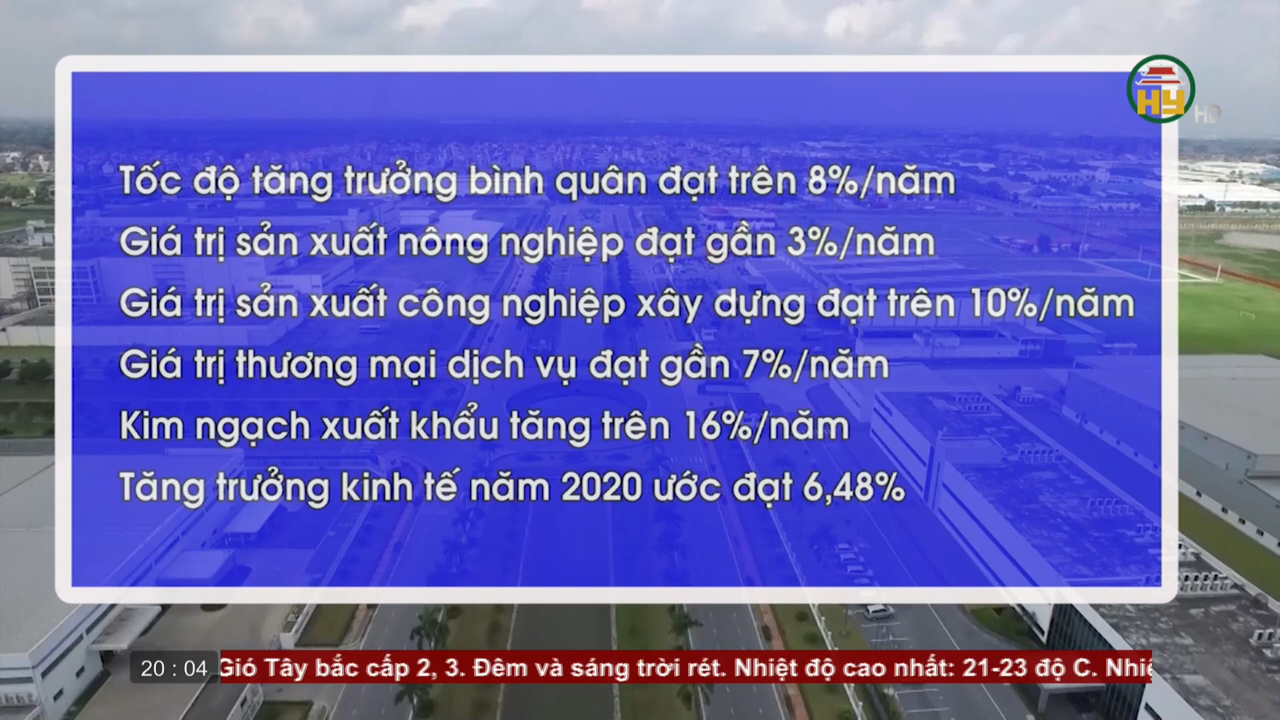 HY
HD
Tốc độ tăng trưởng bình quân đạt trên 8%/năm
Giá trị sản xuất nông nghiệp đạt gần 3%/năm
Giá trị sản xuất công nghiệp xây dựng đạt trên 10%/năm
Giá trị thương mại dịch vụ đạt gần 7%/năm
Kim ngạch xuất khẩu tăng trên 16%/năm
Tăng trưởng kinh tế năm 2020 ước đạt 6,48%
20 : 04 Gió Tây bắc cấp 2, 3. Đêm và sáng trời rét. Nhiệt độ cao nhất: 21-23 độ C.